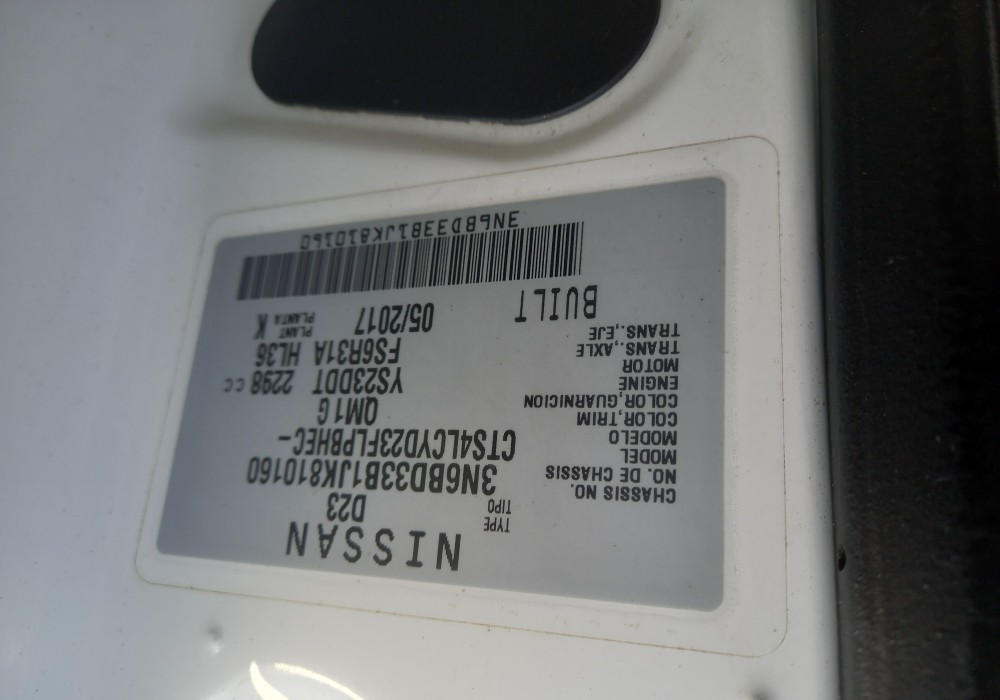 NISSAN
TYPE
TIPO D23
CHASSIS NO.
NO. DE CHASSIS 3N6BD33B1JK810160
MODEL
MODELO CTS4LCYD23FLPBHEC-
COLOR,TRIM
COLOR,GUARNICION QM1 G
ENGINE
MOTOR YS23DDT 2298 CC
TRANS.,AXLE
TRANS.,EJE FS6R31A HL36
BUILT 05/2017 PLANT
PLANTA K
3N6BD33B1JK810160